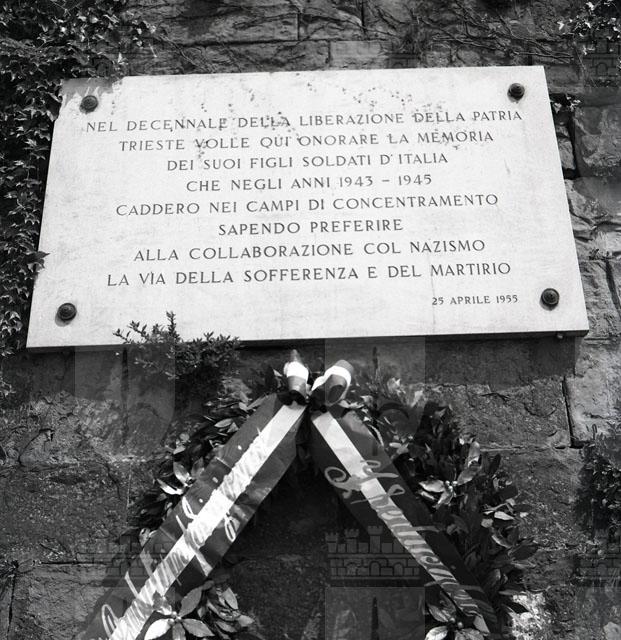 NEL DECENNALE DELLA LIBERAZIONE DELLA PATRIA
TRIESTE VOLLE QUI ONORARE LA MEMORIA
DEI SUOI FIGLI SOLDATI D'ITALIA
CHE NEGLI ANNI 1943 - 1945
CADDERO NEI CAMPI DI CONCENTRAMENTO
SAPENDO PREFERIRE
ALLA COLLABORAZIONE COL NAZISMO
LA VIA DELLA SOFFERENZA E DEL MARTIRIO
25 APRILE 1955